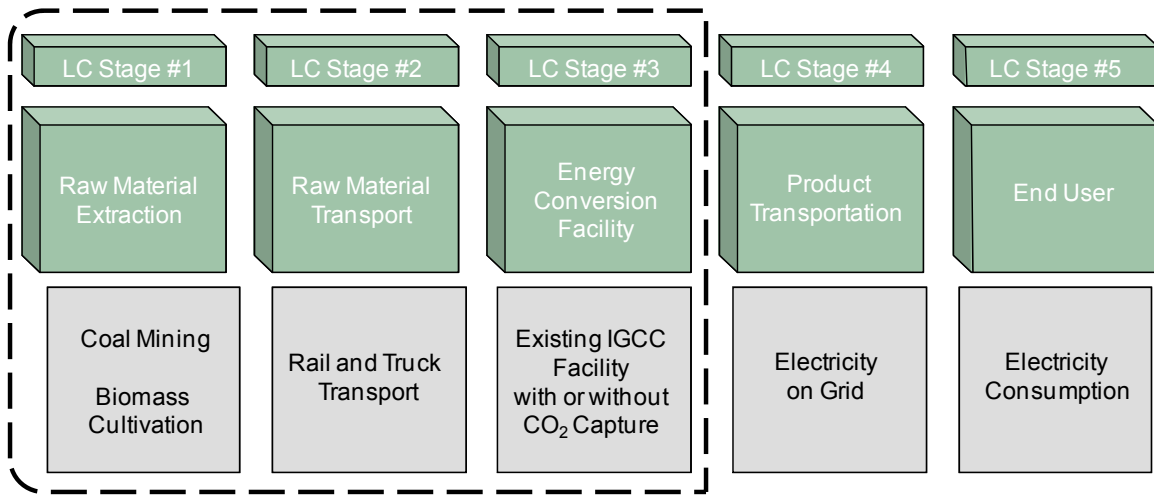 LC Stage #1
LC Stage #2
LC Stage #3
LC Stage #4
LC Stage #5
Raw Material
Extraction
Raw Material
Transport
Energy
Conversion
Facility
Product
Transportation
End User
Coal Mining
Biomass
Cultivation
Rail and Truck
Transport
Existing IGCC
Facility
with or without
CO₂ Capture
Electricity
on Grid
Electricity
Consumption